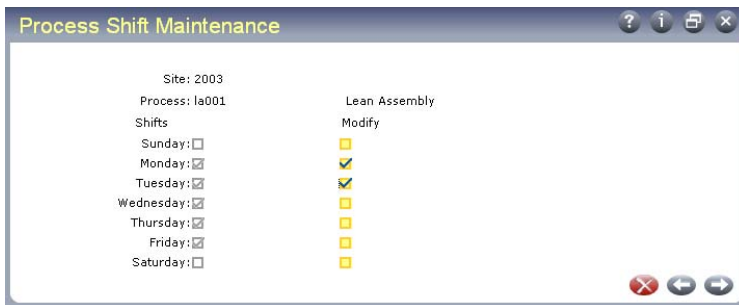 Process Shift Maintenance ? i
Site: 2003
Process: la001 Lean Assembly
Shifts Modify
Sunday:
Monday:
Tuesday:
Wednesday:
Thursday:
Friday:
Saturday: